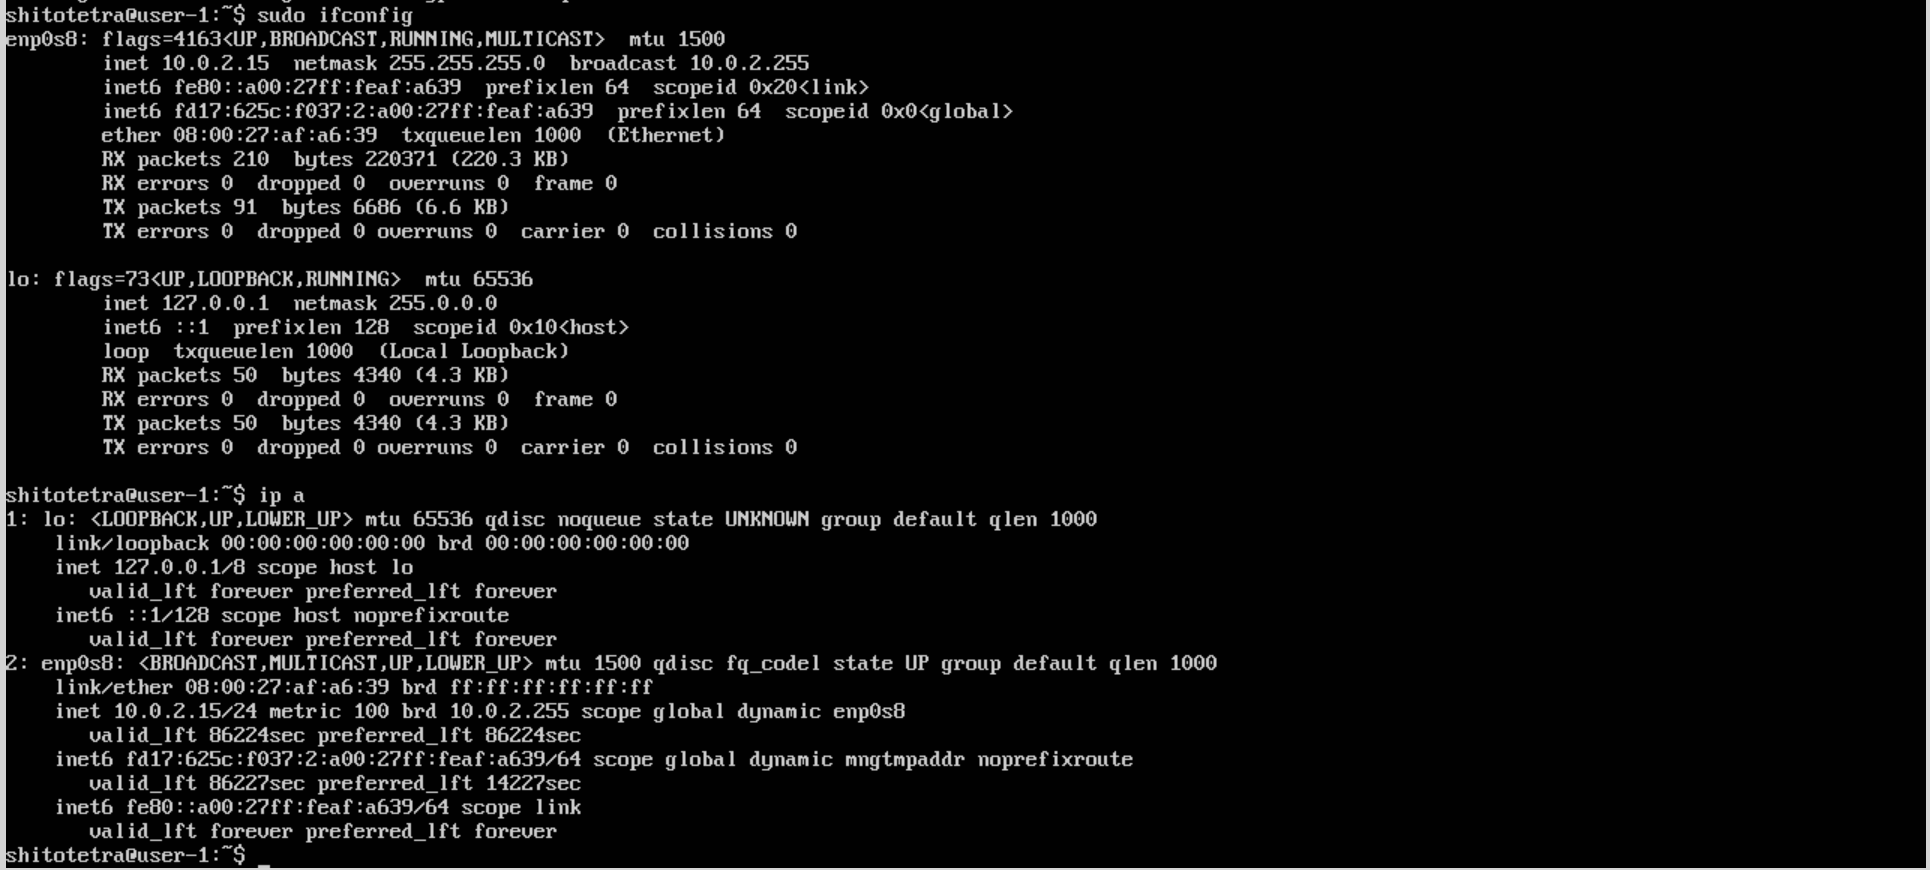 shitotetra@user-1:~$ sudo ifconfig
enp0s8: flags=4163<UP,BROADCAST,RUNNING,MULTICAST>  mtu 1500
        inet 10.0.2.15  netmask 255.255.255.0  broadcast 10.0.2.255
        inet6 fe80::a00:27ff:feaf:a639  prefixlen 64  scopeid 0x20<link>
        inet6 fd17:625c:f037:2:a00:27ff:feaf:a639  prefixlen 64  scopeid 0x0<global>
        ether 08:00:27:af:a6:39  txqueuelen 1000  (Ethernet)
        RX packets 210  bytes 220371 (220.3 KB)
        RX errors 0  dropped 0  overruns 0  frame 0
        TX packets 91  bytes 6686 (6.6 KB)
        TX errors 0  dropped 0 overruns 0  carrier 0  collisions 0

lo: flags=73<UP,LOOPBACK,RUNNING>  mtu 65536
        inet 127.0.0.1  netmask 255.0.0.0
        inet6 ::1  prefixlen 128  scopeid 0x10<host>
        loop  txqueuelen 1000  (Local Loopback)
        RX packets 50  bytes 4340 (4.3 KB)
        RX errors 0  dropped 0  overruns 0  frame 0
        TX packets 50  bytes 4340 (4.3 KB)
        TX errors 0  dropped 0 overruns 0  carrier 0  collisions 0

shitotetra@user-1:~$ ip a
1: lo: <LOOPBACK,UP,LOWER_UP> mtu 65536 qdisc noqueue state UNKNOWN group default qlen 1000
    link/loopback 00:00:00:00:00:00 brd 00:00:00:00:00:00
    inet 127.0.0.1/8 scope host lo
       valid_lft forever preferred_lft forever
    inet6 ::1/128 scope host noprefixroute
       valid_lft forever preferred_lft forever
2: enp0s8: <BROADCAST,MULTICAST,UP,LOWER_UP> mtu 1500 qdisc fq_codel state UP group default qlen 1000
    link/ether 08:00:27:af:a6:39 brd ff:ff:ff:ff:ff:ff
    inet 10.0.2.15/24 metric 100 brd 10.0.2.255 scope global dynamic enp0s8
       valid_lft 86224sec preferred_lft 86224sec
    inet6 fd17:625c:f037:2:a00:27ff:feaf:a639/64 scope global dynamic mngtmpaddr noprefixroute
       valid_lft 86227sec preferred_lft 14227sec
    inet6 fe80::a00:27ff:feaf:a639/64 scope link
       valid_lft forever preferred_lft forever
shitotetra@user-1:~$ _